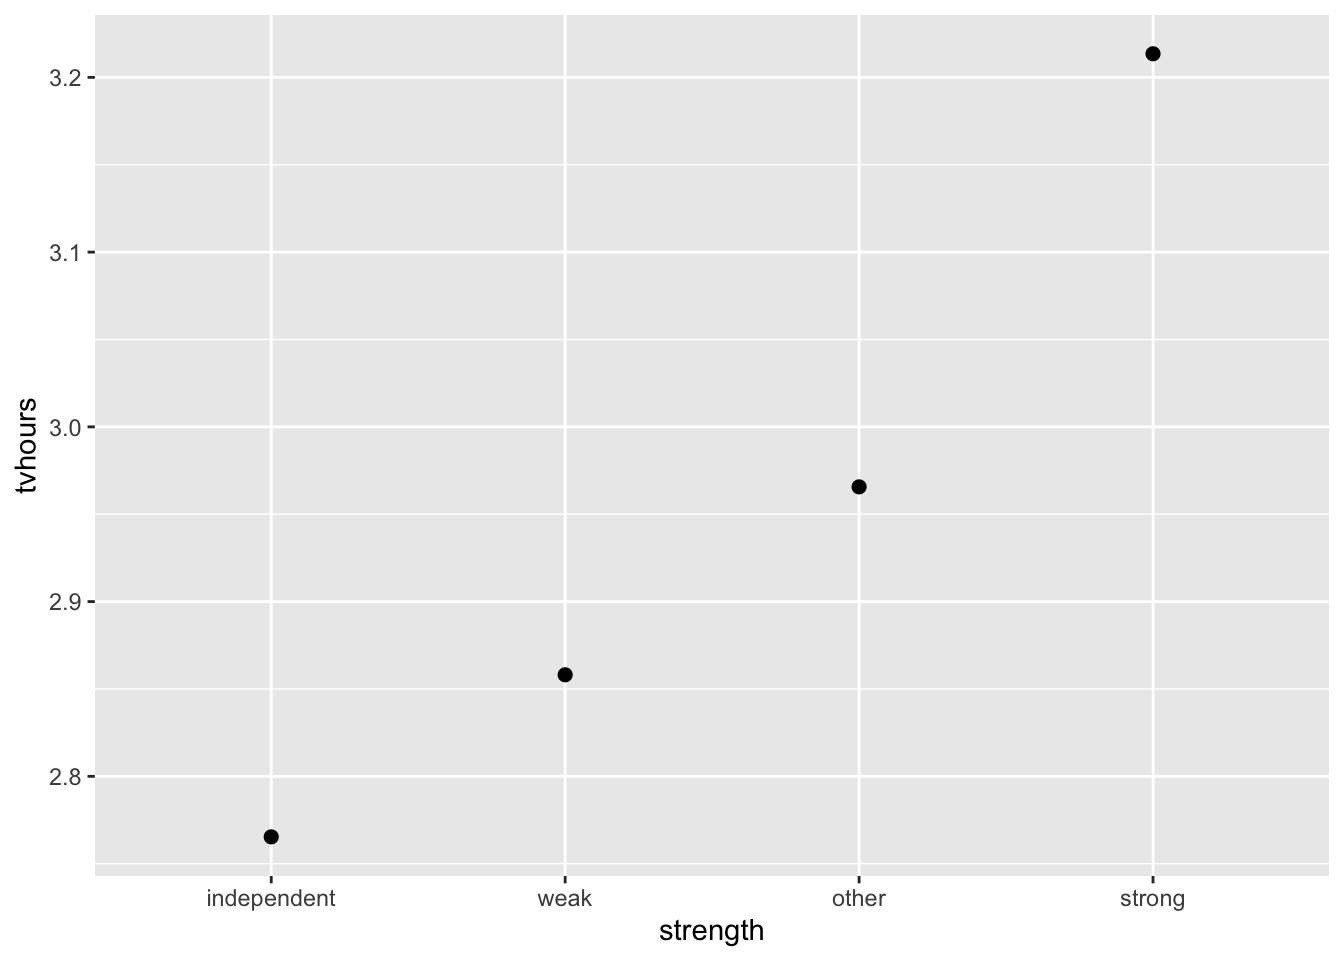 3.2
3.1
3.0
2.9
2.8
tvhours
independent weak other strong
strength